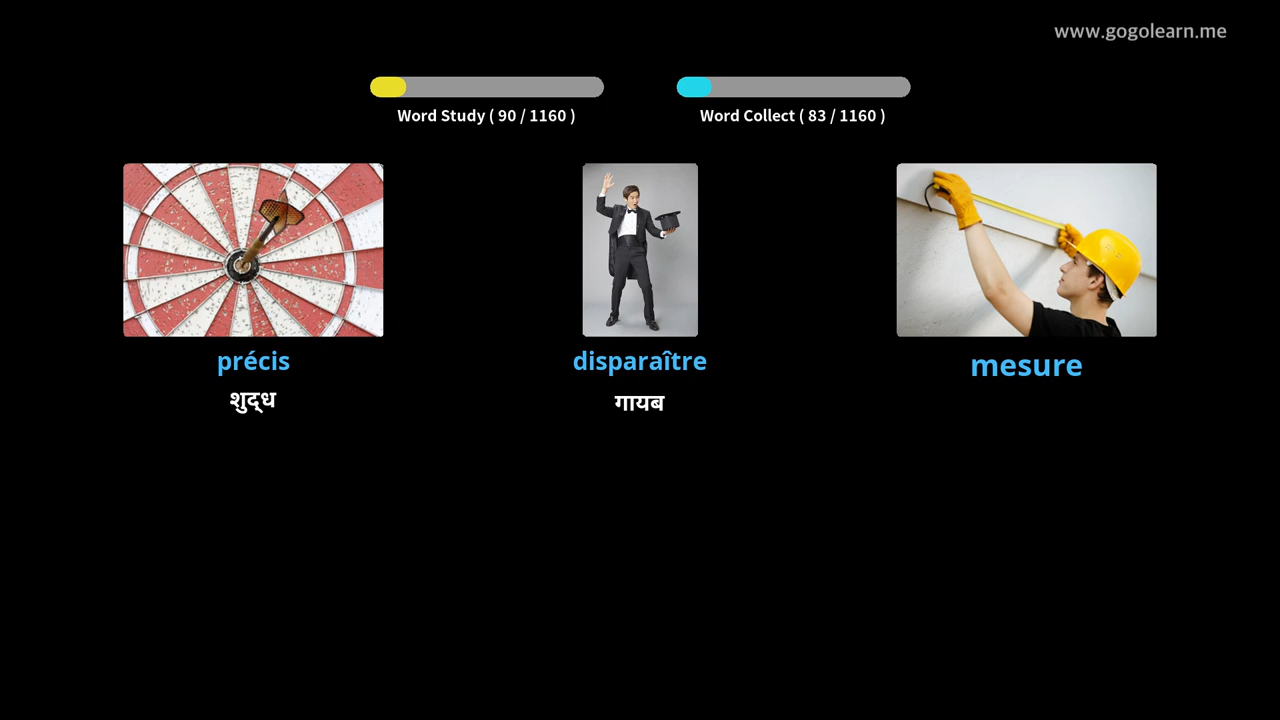 www.gogolearn.me
Word Study ( 90 / 1160 )
Word Collect ( 83 / 1160 )
précis
disparaître
mesure
शुद्ध
गायब